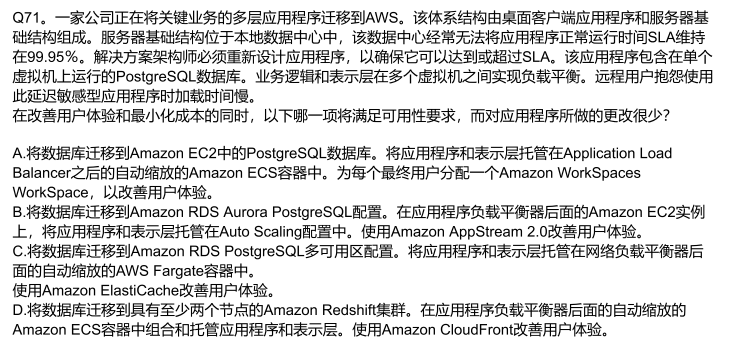 Q71。一家公司正在将关键业务的多层应用程序迁移到AWS。该体系结构由桌面客户端应用程序和服务器基
础结构组成。服务器基础结构位于本地数据中心中，该数据中心经常无法将应用程序正常运行时间SLA维持
在99.95%。解决方案架构师必须重新设计应用程序，以确保它可以达到或超过SLA。该应用程序包含在单个
虚拟机上运行的PostgreSQL数据库。业务逻辑和表示层在多个虚拟机之间实现负载平衡。远程用户抱怨使用
此延迟敏感型应用程序时加载时间慢。
在改善用户体验和最小化成本的同时，以下哪一项将满足可用性要求，而对应用程序所做的更改很少？
A.将数据库迁移到Amazon EC2中的PostgreSQL数据库。将应用程序和表示层托管在Application Load
Balancer之后的自动缩放的Amazon ECS容器中。为每个最终用户分配一个Amazon WorkSpaces
WorkSpace，以改善用户体验。
B.将数据库迁移到Amazon RDS Aurora PostgreSQL配置。在应用程序负载平衡器后面的Amazon EC2实例
上，将应用程序和表示层托管在Auto Scaling配置中。使用Amazon AppStream 2.0改善用户体验。
C.将数据库迁移到Amazon RDS PostgreSQL多可用区配置。将应用程序和表示层托管在网络负载平衡器后
面的自动缩放的AWS Fargate容器中。
使用Amazon ElastiCache改善用户体验。
D.将数据库迁移到具有至少两个节点的Amazon Redshift集群。在应用程序负载平衡器后面的自动缩放的
Amazon ECS容器中组合和托管应用程序和表示层。使用Amazon CloudFront改善用户体验。